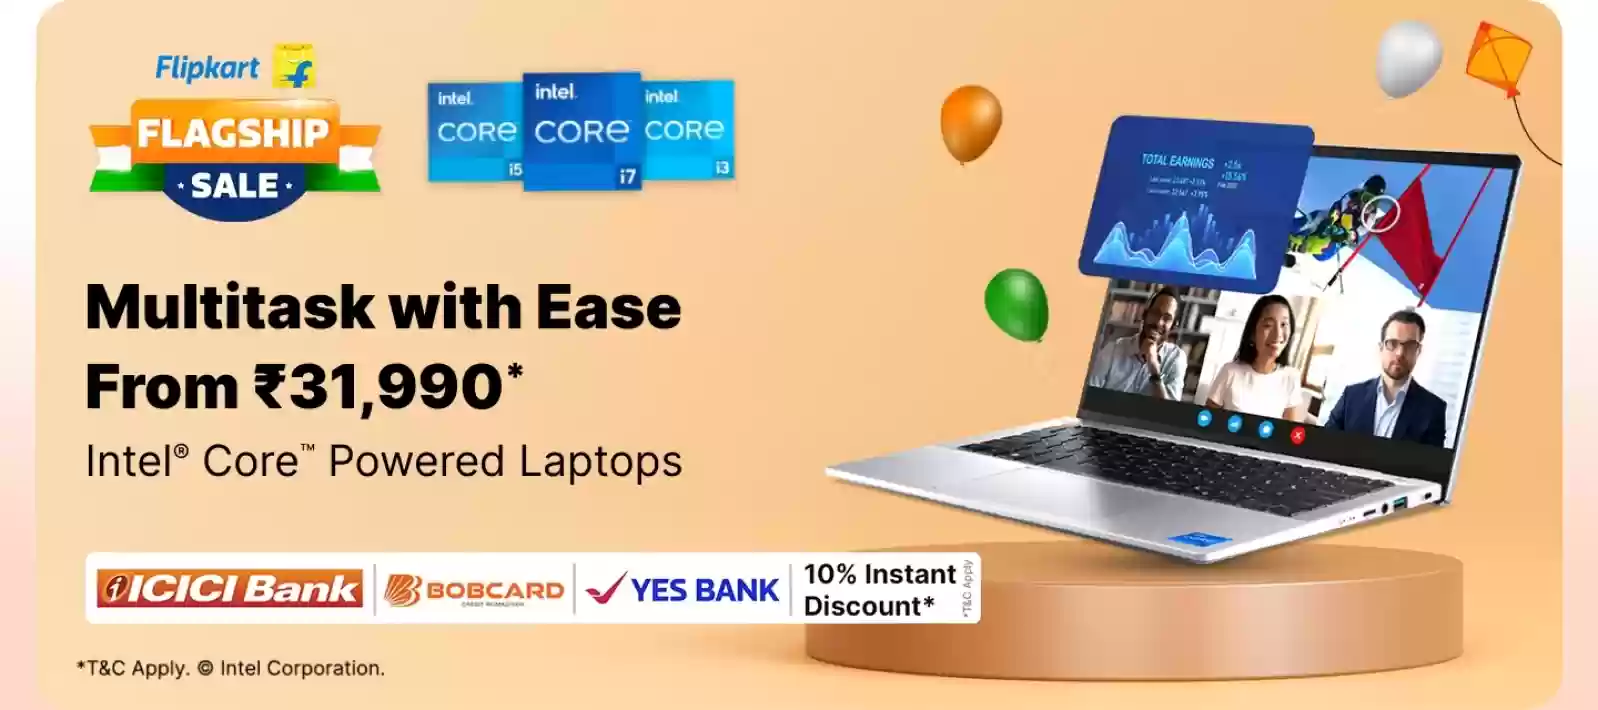 Flipkart
FLAGSHIP
SALE
intel.
CORE
i5
intel.
CORE
i7
intel.
CORE
i3
Multitask with Ease
From ₹31,990*
Intel® Core™ Powered Laptops
TOTAL EARNINGS
ICICI Bank
BOBCARD
YES BANK
10% Instant
Discount*
*T&C Apply
*T&C Apply. © Intel Corporation.